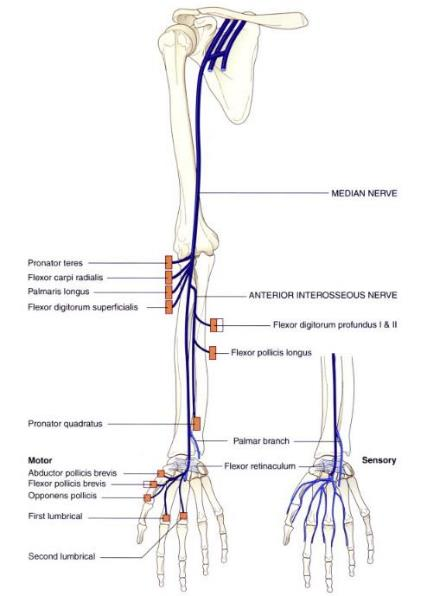 MEDIAN NERVE
Pronator teres
Flexor carpi radialis
Palmaris longus
Flexor digitorum superficialis
ANTERIOR INTEROSSEOUS NERVE
Flexor digitorum profundus I & II
Flexor pollicis longus
Pronator quadratus
Palmar branch
Motor
Flexor retinaculum
Sensory
Abductor pollicis brevis
Flexor pollicis brevis
Opponens pollicis
First lumbrical
Second lumbrical